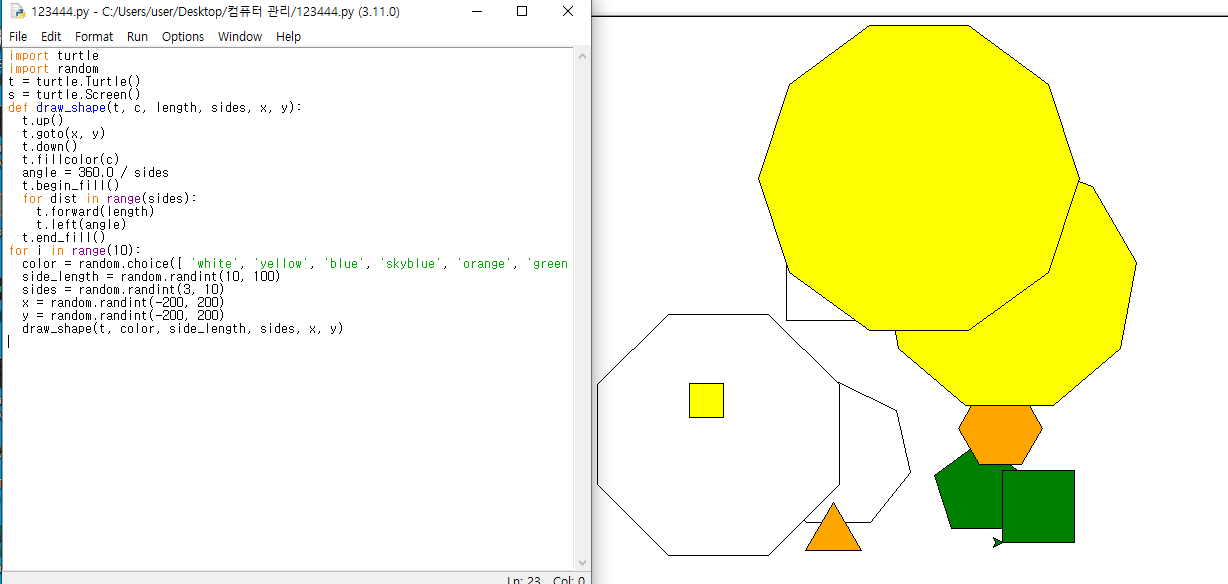 123444.py - C:/Users/user/Desktop/컴퓨터 관리/123444.py (3.11.0)
File Edit Format Run Options Window Help
import turtle
import random
t = turtle.Turtle()
s = turtle.Screen()
def draw_shape(t, c, length, sides, x, y):
  t.up()
  t.goto(x, y)
  t.down()
  t.fillcolor(c)
  angle = 360.0 / sides
  t.begin_fill()
  for dist in range(sides):
    t.forward(length)
    t.left(angle)
  t.end_fill()
for i in range(10):
  color = random.choice([ 'white', 'yellow', 'blue', 'skyblue', 'orange', 'green
  side_length = random.randint(10, 100)
  sides = random.randint(3, 10)
  x = random.randint(-200, 200)
  y = random.randint(-200, 200)
  draw_shape(t, color, side_length, sides, x, y)
Ln: 23 Col: 0